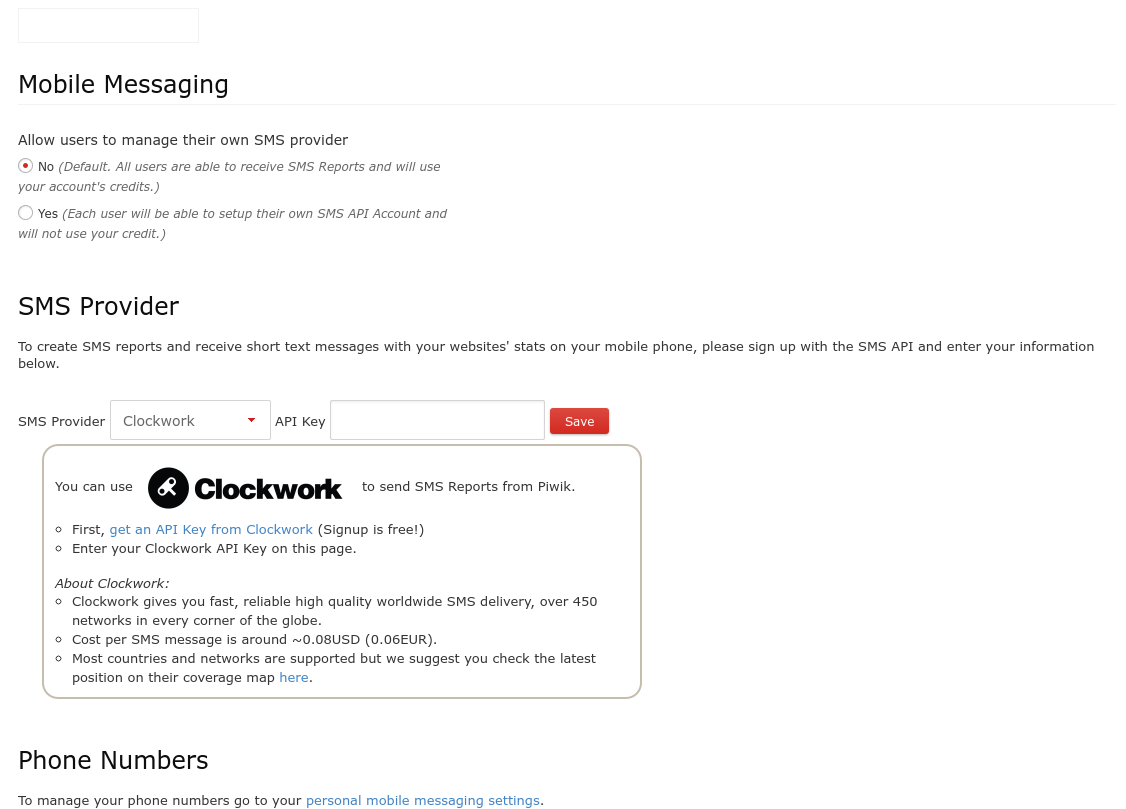 Mobile Messaging
Allow users to manage their own SMS provider
No (Default. All users are able to receive SMS Reports and will use
your account's credits.)
Yes (Each user will be able to setup their own SMS API Account and
will not use your credit.)
SMS Provider
To create SMS reports and receive short text messages with your websites' stats on your mobile phone, please sign up with the SMS API and enter your information
below.
SMS Provider Clockwork API Key Save
You can use Clockwork to send SMS Reports from Piwik.
First, get an API Key from Clockwork (Signup is free!)
Enter your Clockwork API Key on this page.
About Clockwork:
Clockwork gives you fast, reliable high quality worldwide SMS delivery, over 450
networks in every corner of the globe.
Cost per SMS message is around ~0.08USD (0.06EUR).
Most countries and networks are supported but we suggest you check the latest
position on their coverage map here.
Phone Numbers
To manage your phone numbers go to your personal mobile messaging settings.